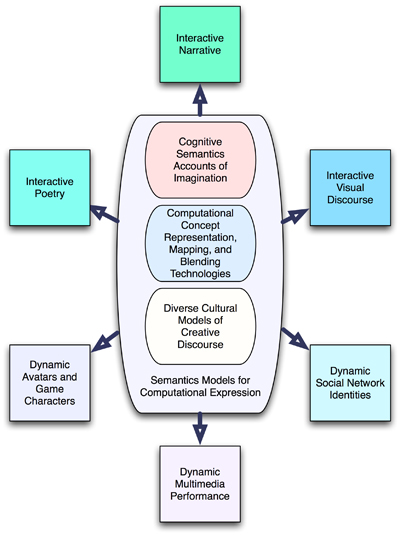 Interactive
Narrative
Cognitive
Semantics
Accounts of
Imagination
Interactive
Poetry
Interactive
Visual
Discourse
Computational
Concept
Representation,
Mapping, and
Blending
Technologies
Diverse Cultural
Models of
Creative
Discourse
Semantics Models for
Computational Expression
Dynamic
Avatars and
Game
Characters
Dynamic
Social Network
Identities
Dynamic
Multimedia
Performance